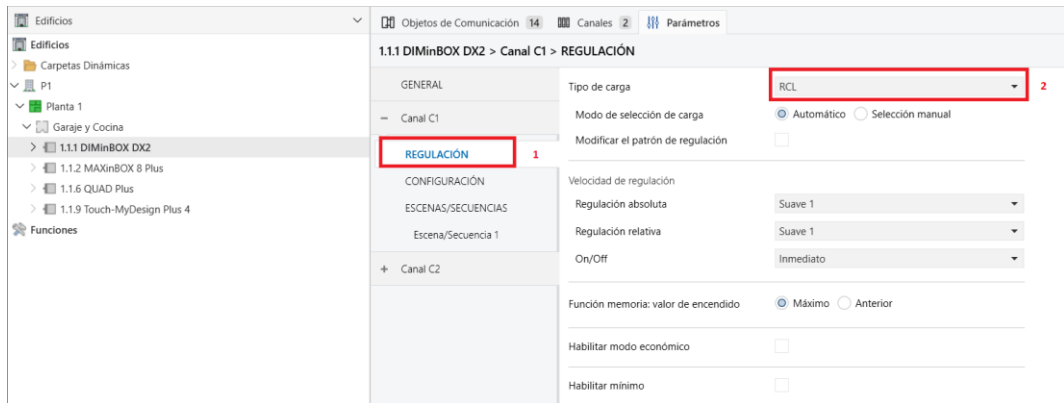 Edificios
Edificios
Carpetas Dinámicas
P1
Planta 1
Garaje y Cocina
1.1.1 DIMinBOX DX2
1.1.2 MAXinBOX 8 Plus
1.1.6 QUAD Plus
1.1.9 Touch-MyDesign Plus 4
Funciones
Objetos de Comunicación 14 Canales 2 Parámetros
1.1.1 DIMinBOX DX2 > Canal C1 > REGULACIÓN
GENERAL
− Canal C1
REGULACIÓN 1
CONFIGURACIÓN
ESCENAS/SECUENCIAS
Escena/Secuencia 1
+ Canal C2
Tipo de carga RCL 2
Modo de selección de carga Automático Selección manual
Modificar el patrón de regulación
Velocidad de regulación
Regulación absoluta Suave 1
Regulación relativa Suave 1
On/Off Inmediato
Función memoria: valor de encendido Máximo Anterior
Habilitar modo económico
Habilitar mínimo